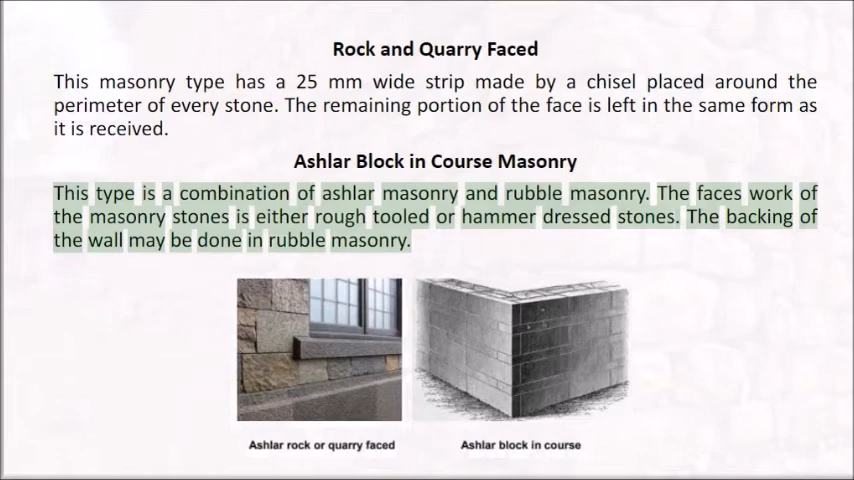 Rock and Quarry Faced
This masonry type has a 25 mm wide strip made by a chisel placed around the
perimeter of every stone. The remaining portion of the face is left in the same form as
it is received.
Ashlar Block in Course Masonry
This type is a combination of ashlar masonry and rubble masonry. The faces work of
the masonry stones is either rough tooled or hammer dressed stones. The backing of
the wall may be done in rubble masonry.
Ashlar rock or quarry faced
Ashlar block in course